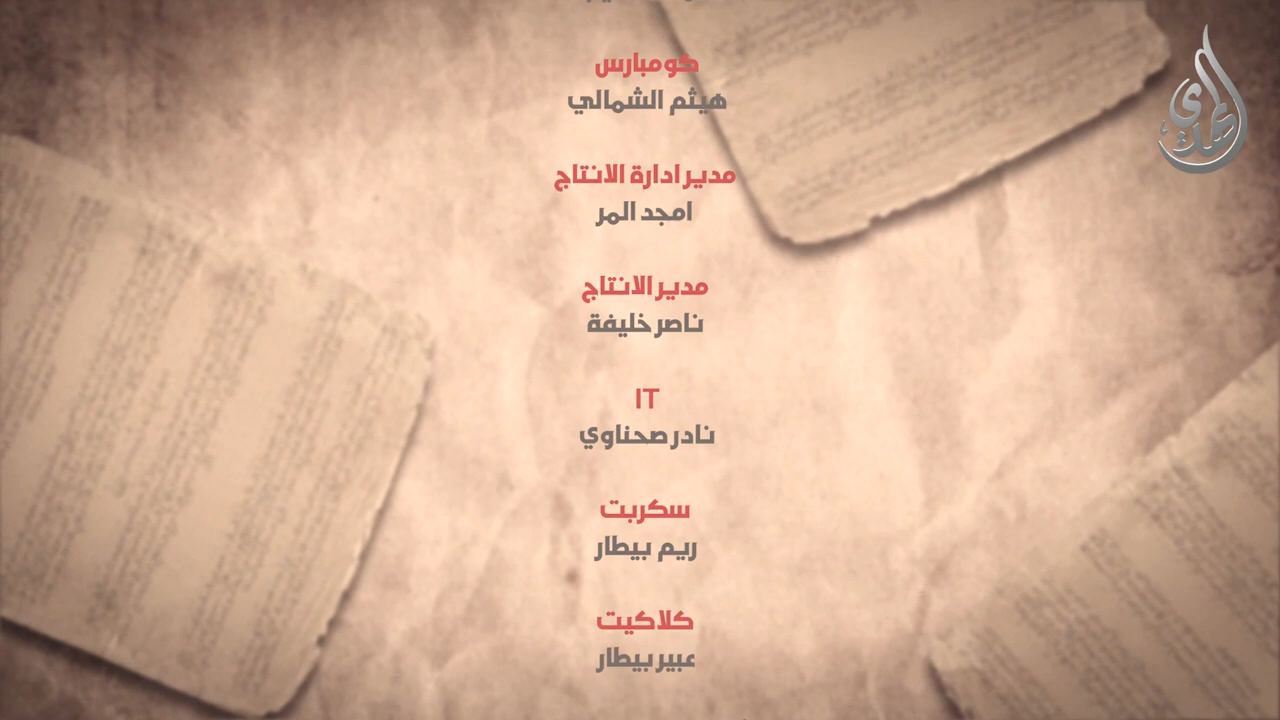 كومبارس
هيثم الشمالي
مدير ادارة الانتاج
امجد المر
مدير الانتاج
ناصر خليفة
IT
نادر صحناوي
سكربت
ريم بيطار
كلاكيت
عبير بيطار